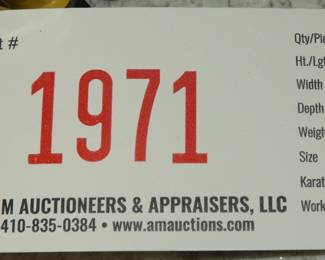 t #
1971
M AUCTIONEERS & APPRAISERS, LLC
410-835-0384 • www.amauctions.com
Qty/Pie
Ht./Lgt
Width
Depth
Weigh
Size
Karat
Work